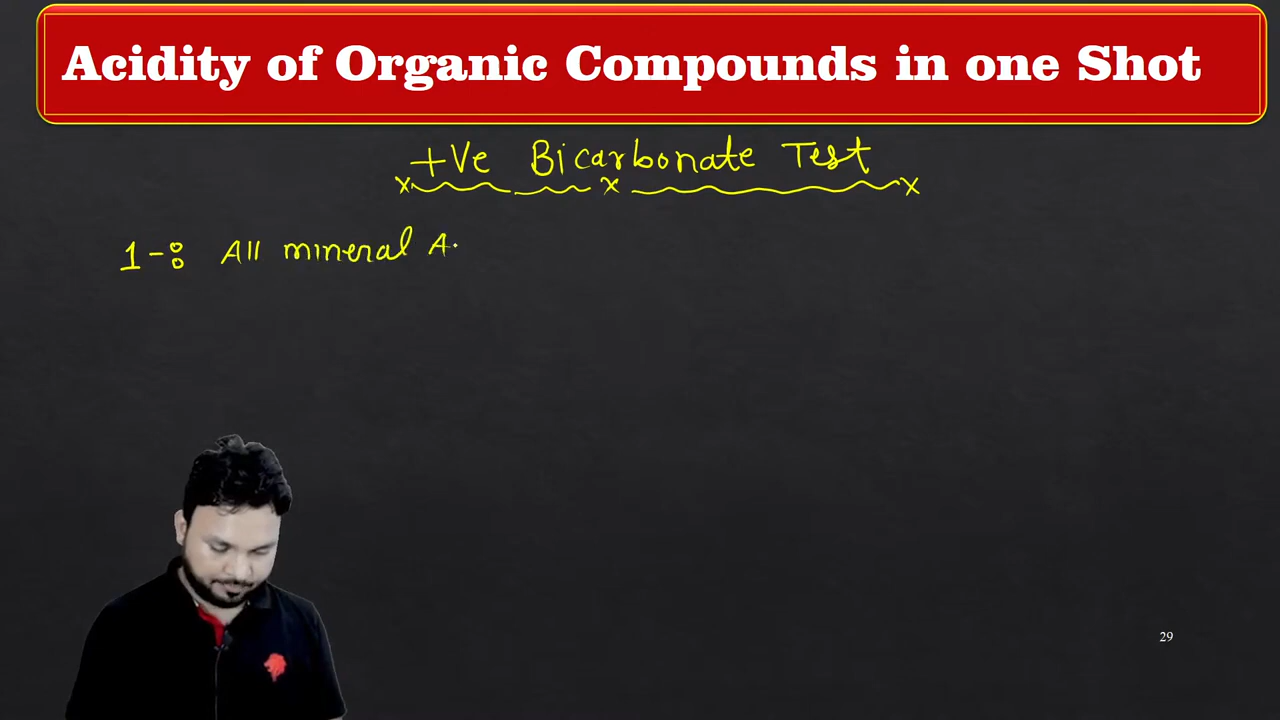 Acidity of Organic Compounds in one Shot
+Ve Bicarbonate Test
x x x
1-: All mineral A.
29